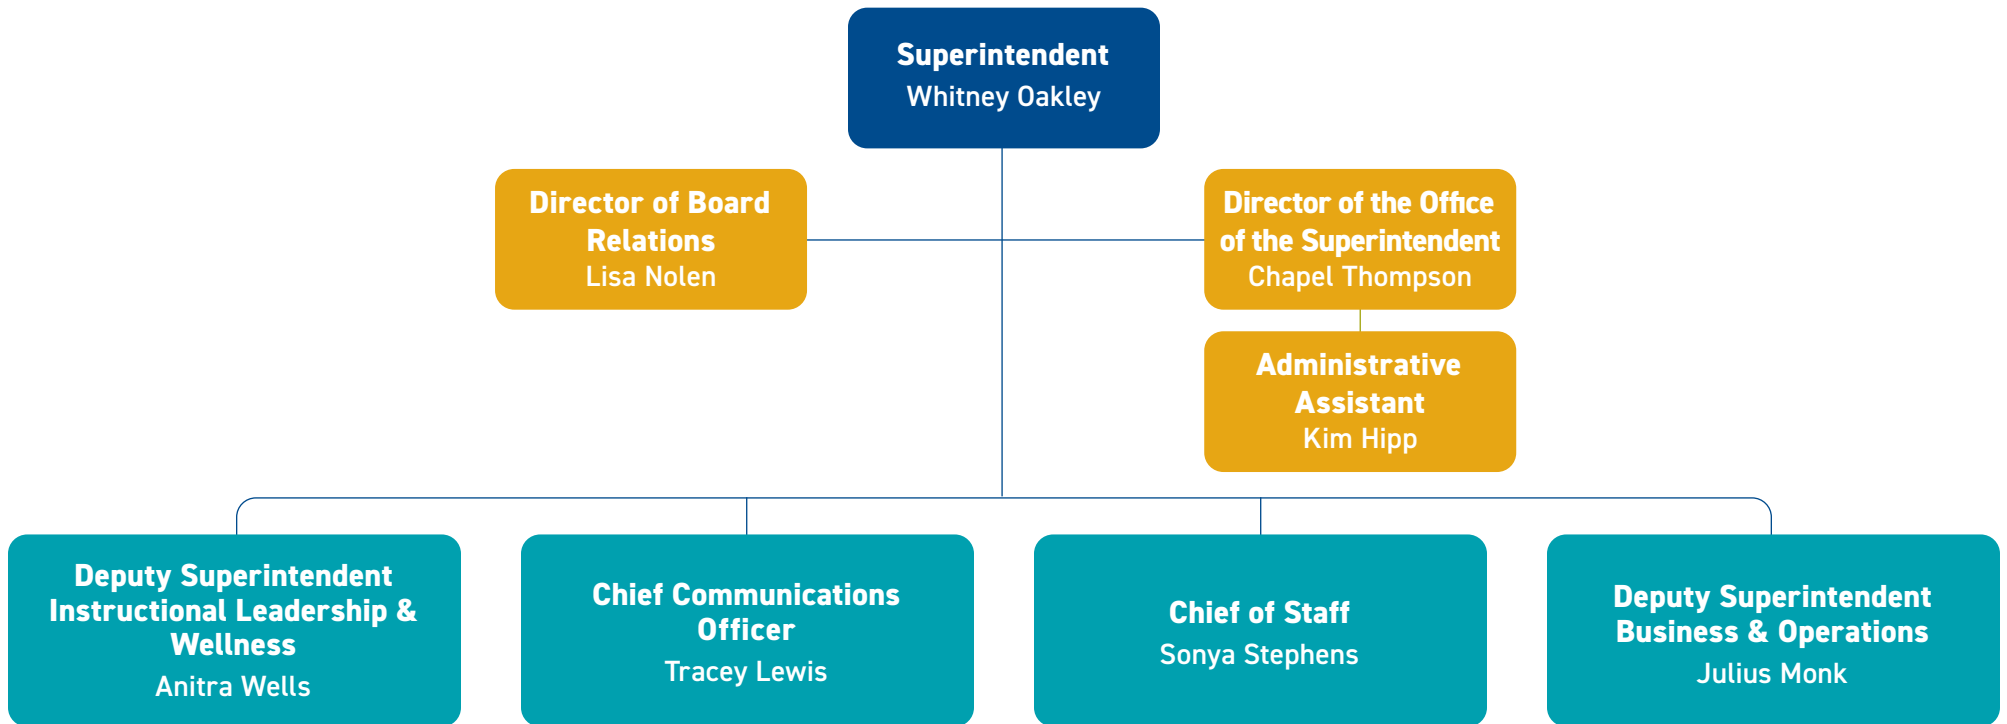 Superintendent
Whitney Oakley
Director of Board
Relations
Lisa Nolen
Director of the Office
of the Superintendent
Chapel Thompson
Administrative
Assistant
Kim Hipp
Deputy Superintendent
Instructional Leadership &
Wellness
Anitra Wells
Chief Communications
Officer
Tracey Lewis
Chief of Staff
Sonya Stephens
Deputy Superintendent
Business & Operations
Julius Monk